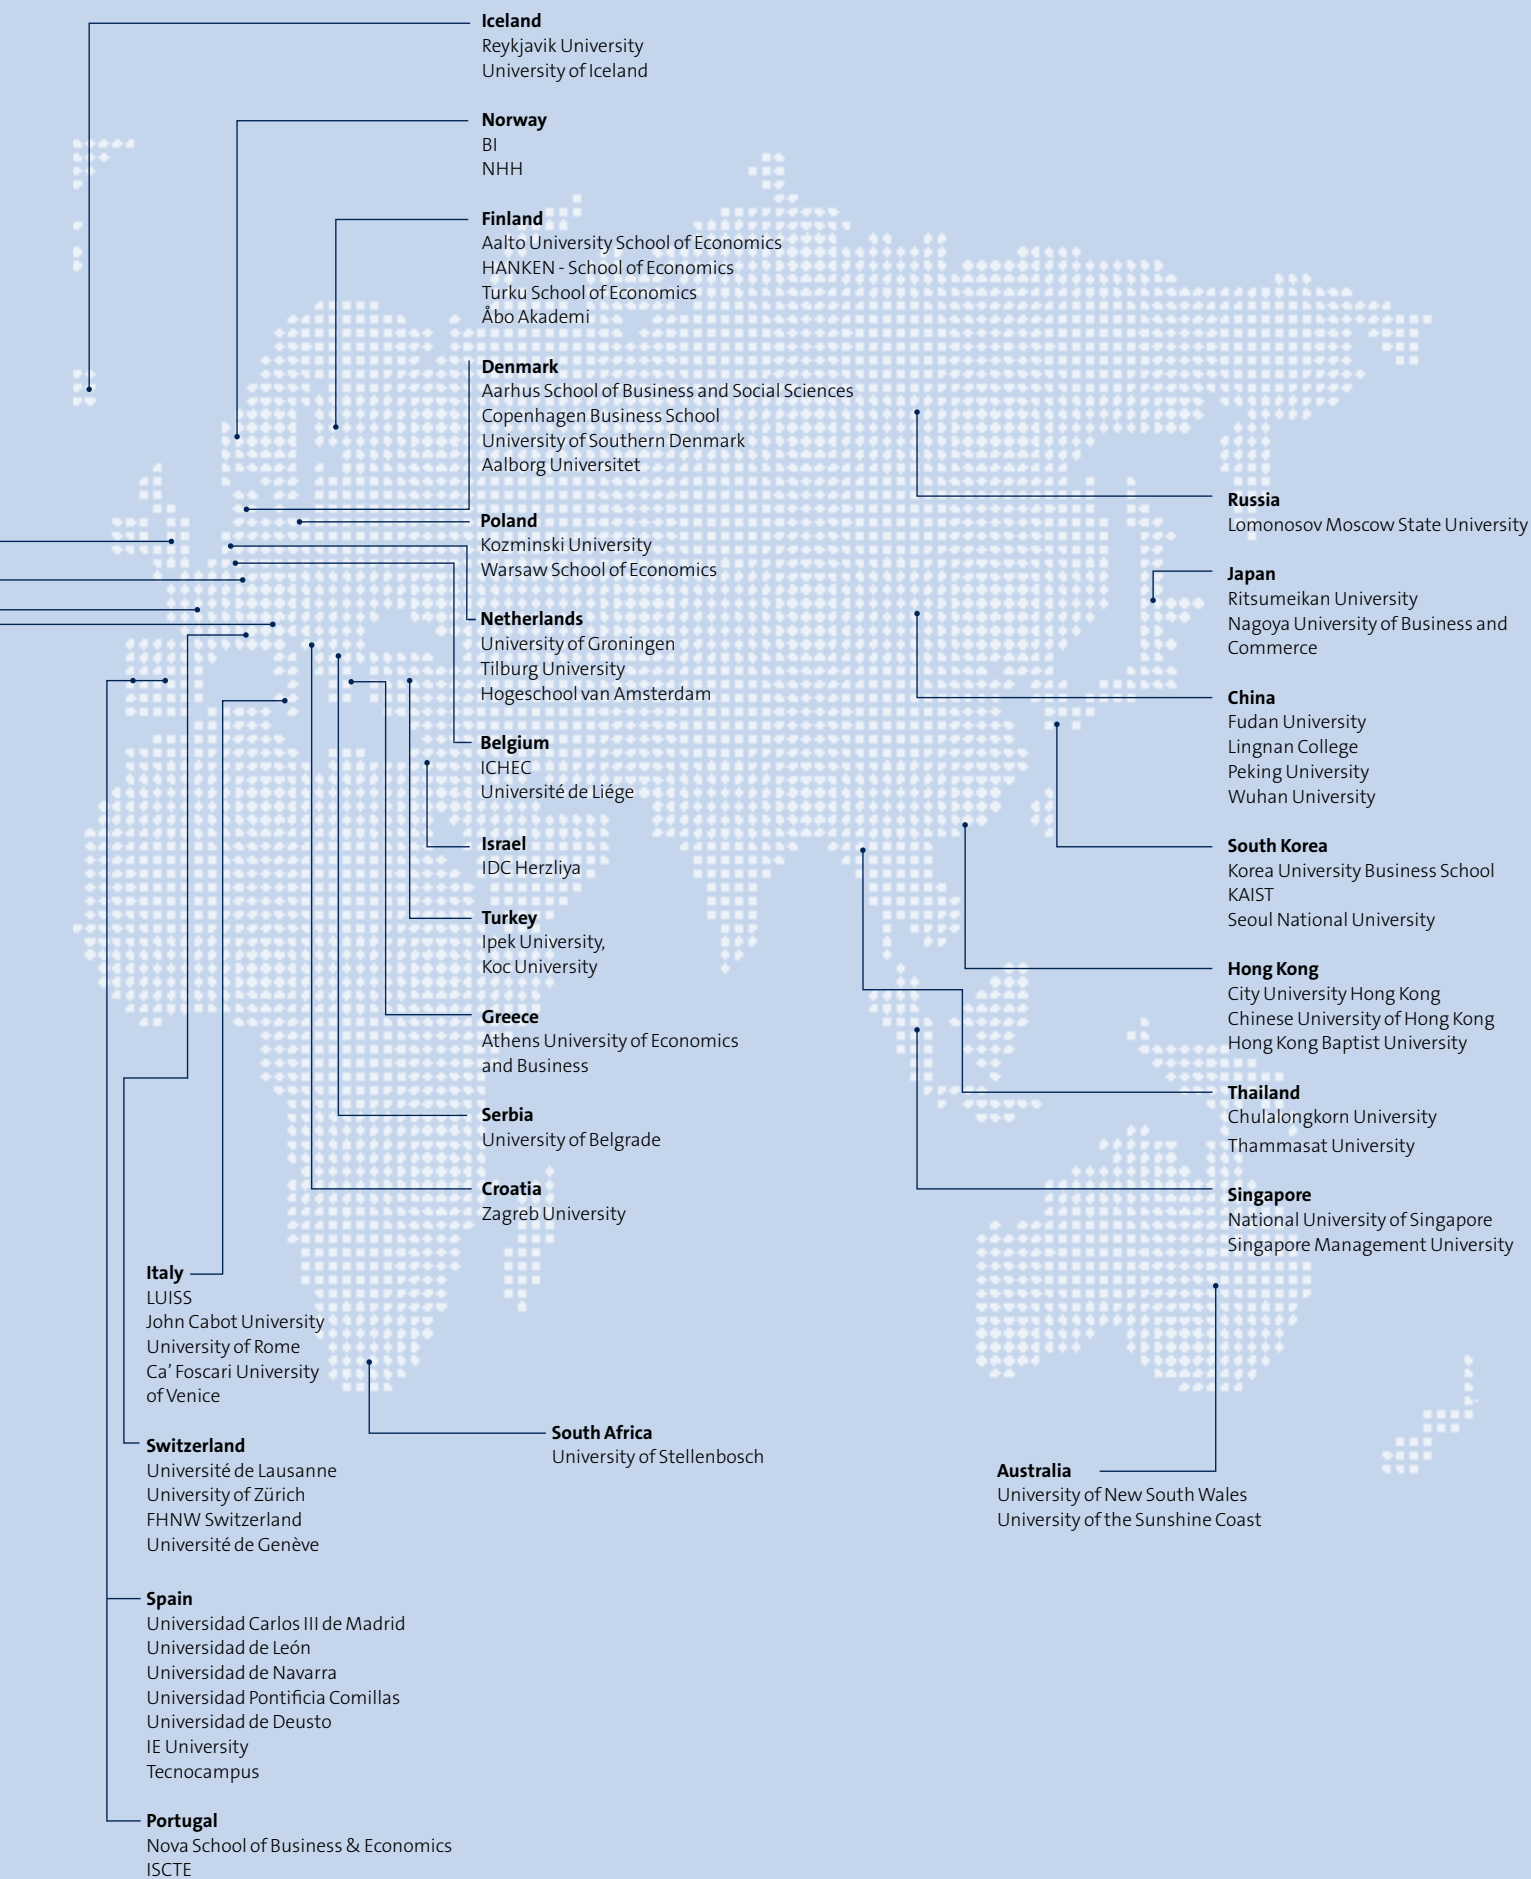 Iceland
Reykjavik University
University of Iceland
Norway
BI
NHH
Finland
Aalto University School of Economics
HANKEN - School of Economics
Turku School of Economics
Åbo Akademi
Denmark
Aarhus School of Business and Social Sciences
Copenhagen Business School
University of Southern Denmark
Aalborg Universitet
Poland
Kozminski University
Warsaw School of Economics
Netherlands
University of Groningen
Tilburg University
Hogeschool van Amsterdam
Belgium
ICHEC
Université de Liége
Israel
IDC Herzliya
Turkey
Ipek University,
Koc University
Greece
Athens University of Economics
and Business
Serbia
University of Belgrade
Croatia
Zagreb University
Italy
LUISS
John Cabot University
University of Rome
Ca’ Foscari University
of Venice
Switzerland
Université de Lausanne
University of Zürich
FHNW Switzerland
Université de Genève
Spain
Universidad Carlos III de Madrid
Universidad de León
Universidad de Navarra
Universidad Pontificia Comillas
Universidad de Deusto
IE University
Tecnocampus
Portugal
Nova School of Business & Economics
ISCTE
South Africa
University of Stellenbosch
Russia
Lomonosov Moscow State University
Japan
Ritsumeikan University
Nagoya University of Business and
Commerce
China
Fudan University
Lingnan College
Peking University
Wuhan University
South Korea
Korea University Business School
KAIST
Seoul National University
Hong Kong
City University Hong Kong
Chinese University of Hong Kong
Hong Kong Baptist University
Thailand
Chulalongkorn University
Thammasat University
Singapore
National University of Singapore
Singapore Management University
Australia
University of New South Wales
University of the Sunshine Coast